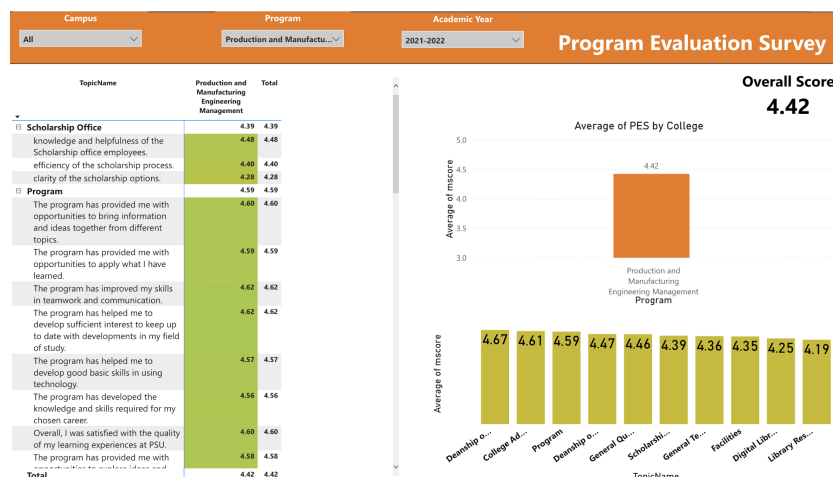 Campus
Program
Academic Year
All
Production and Manufactu...
2021-2022
Program Evaluation Survey
TopicName
Production and
Manufacturing
Engineering
Management
Total
Scholarship Office 4.39 4.39
knowledge and helpfulness of the
Scholarship office employees.
4.48 4.48
efficiency of the scholarship process. 4.40 4.40
clarity of the scholarship options. 4.28 4.28
Program 4.59 4.59
The program has provided me with
opportunities to bring information
and ideas together from different
topics.
4.60 4.60
The program has provided me with
opportunities to apply what I have
learned.
4.59 4.59
The program has improved my skills
in teamwork and communication.
4.62 4.62
The program has helped me to
develop sufficient interest to keep up
to date with developments in my field
of study.
4.62 4.62
The program has helped me to
develop good basic skills in using
technology.
4.57 4.57
The program has developed the
knowledge and skills required for my
chosen career.
4.56 4.56
Overall, I was satisfied with the quality
of my learning experiences at PSU.
4.60 4.60
The program has provided me with
opportunities to explore ideas and
4.58 4.58
Total 4.42 4.42
Overall Score
4.42
Average of PES by College
Average of mscore
5.0
4.5
4.0
3.5
3.0
4.42
Production and
Manufacturing
Engineering Management
Program
Average of mscore
4.67 4.61 4.59 4.47 4.46 4.39 4.36 4.35 4.25 4.19
Deanship o...
College Ad...
Program
Deanship o...
General Qu...
Scholarshi...
General Te...
Facilities
Digital Libr...
Library Res...
TopicName